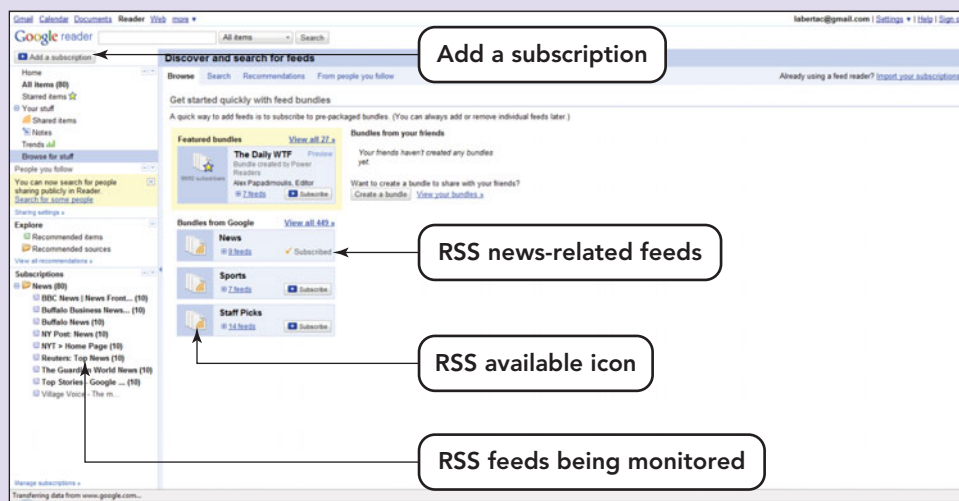 Gmail Calendar Documents Reader Web more ▼
labertac@gmail.com | Settings ▼ | Help | Sign
Google reader
All items
Search
Add a subscription
Add a subscription
Discover and search for feeds
Home
All items (80)
Starred items
Your stuff
Shared items
Notes
Trends
Browse for stuff
People you follow
You can now search for people
sharing publicly in Reader.
Search for some people
Sharing settings »
Explore
Recommended items
Recommended sources
View all recommendations »
Subscriptions
News (80)
BBC News | News Front... (10)
Buffalo Business News... (10)
Buffalo News (10)
NY Post: News (10)
NYT > Home Page (10)
Reuters: Top News (10)
The Guardian World News (10)
Top Stories - Google ... (10)
Village Voice - The m...
Manage subscriptions »
Transferring data from www.google.com...
Browse Search Recommendations From people you follow
Already using a feed reader? Import your subscriptions
Get started quickly with feed bundles
A quick way to add feeds is to subscribe to pre-packaged bundles. (You can always add or remove individual feeds later.)
Featured bundles View all 27 »
The Daily WTF Preview
Bundle created by Power
Readers
Alex Papadimoulis, Editor
7 feeds Subscribe
Bundles from your friends
Your friends haven't created any bundles
yet.
Want to create a bundle to share with your friends?
Create a bundle View your bundles »
Bundles from Google View all 449 »
News
9 feeds Subscribed
Sports
7 feeds Subscribe
Staff Picks
14 feeds Subscribe
RSS news-related feeds
RSS available icon
RSS feeds being monitored